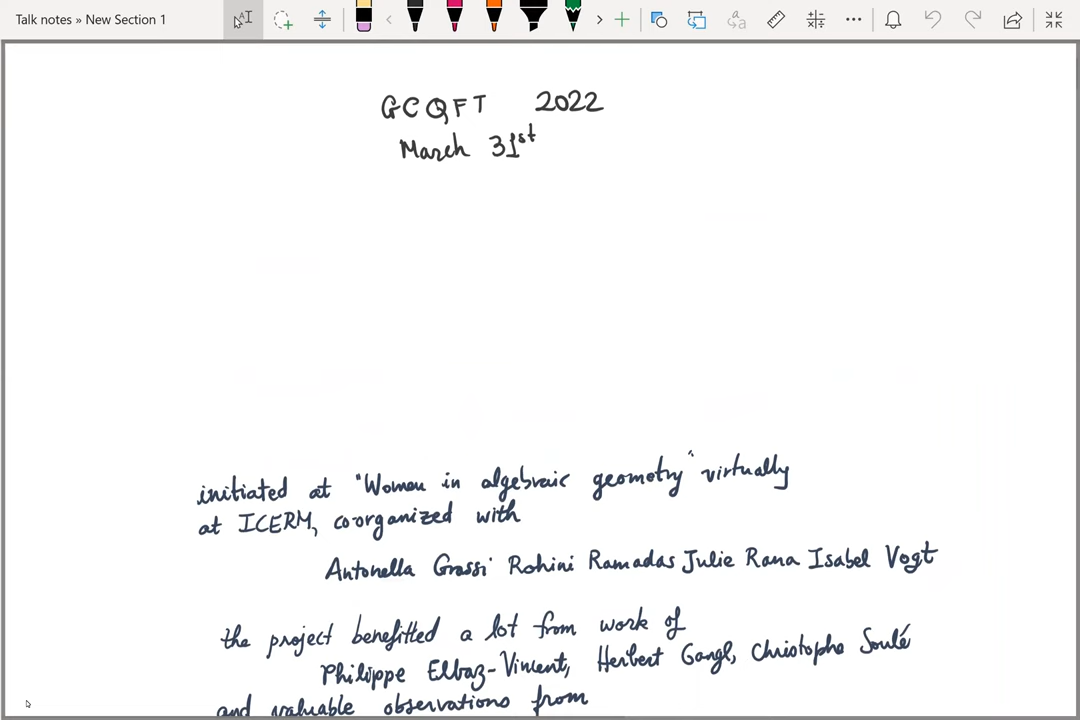 Talk notes » New Section 1
GCQFT 2022
March 31st
initiated at "Women in algebraic geometry" virtually
at ICERM, coorganized with
Antonella Grassi Rohini Ramadas Julie Rana Isabel Vogt
the project benefitted a lot from work of
Philippe Elbaz-Vincent, Herbert Gangl, Christophe Soulé
and valuable observations from